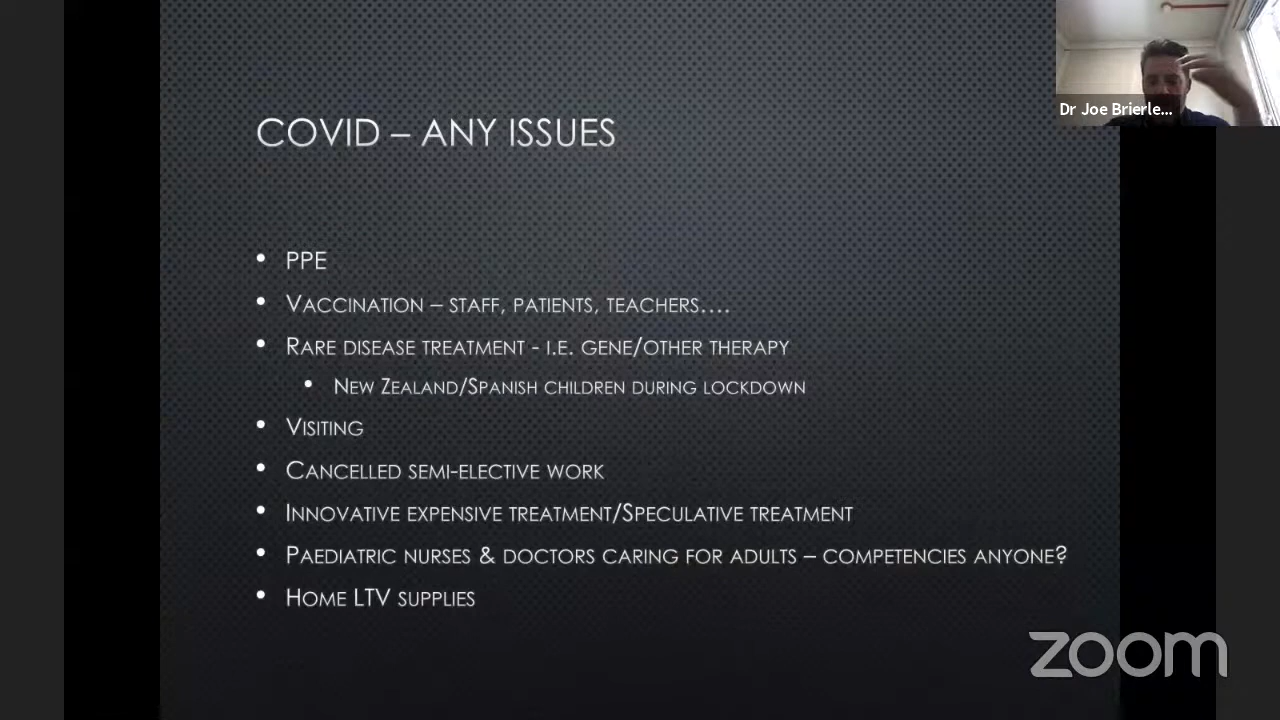 Dr Joe Brierle...
COVID – ANY ISSUES
• PPE
• VACCINATION – STAFF, PATIENTS, TEACHERS....
• RARE DISEASE TREATMENT - I.E. GENE/OTHER THERAPY
• NEW ZEALAND/SPANISH CHILDREN DURING LOCKDOWN
• VISITING
• CANCELLED SEMI-ELECTIVE WORK
• INNOVATIVE EXPENSIVE TREATMENT/SPECULATIVE TREATMENT
• PAEDIATRIC NURSES & DOCTORS CARING FOR ADULTS – COMPETENCIES ANYONE?
• HOME LTV SUPPLIES
zoom